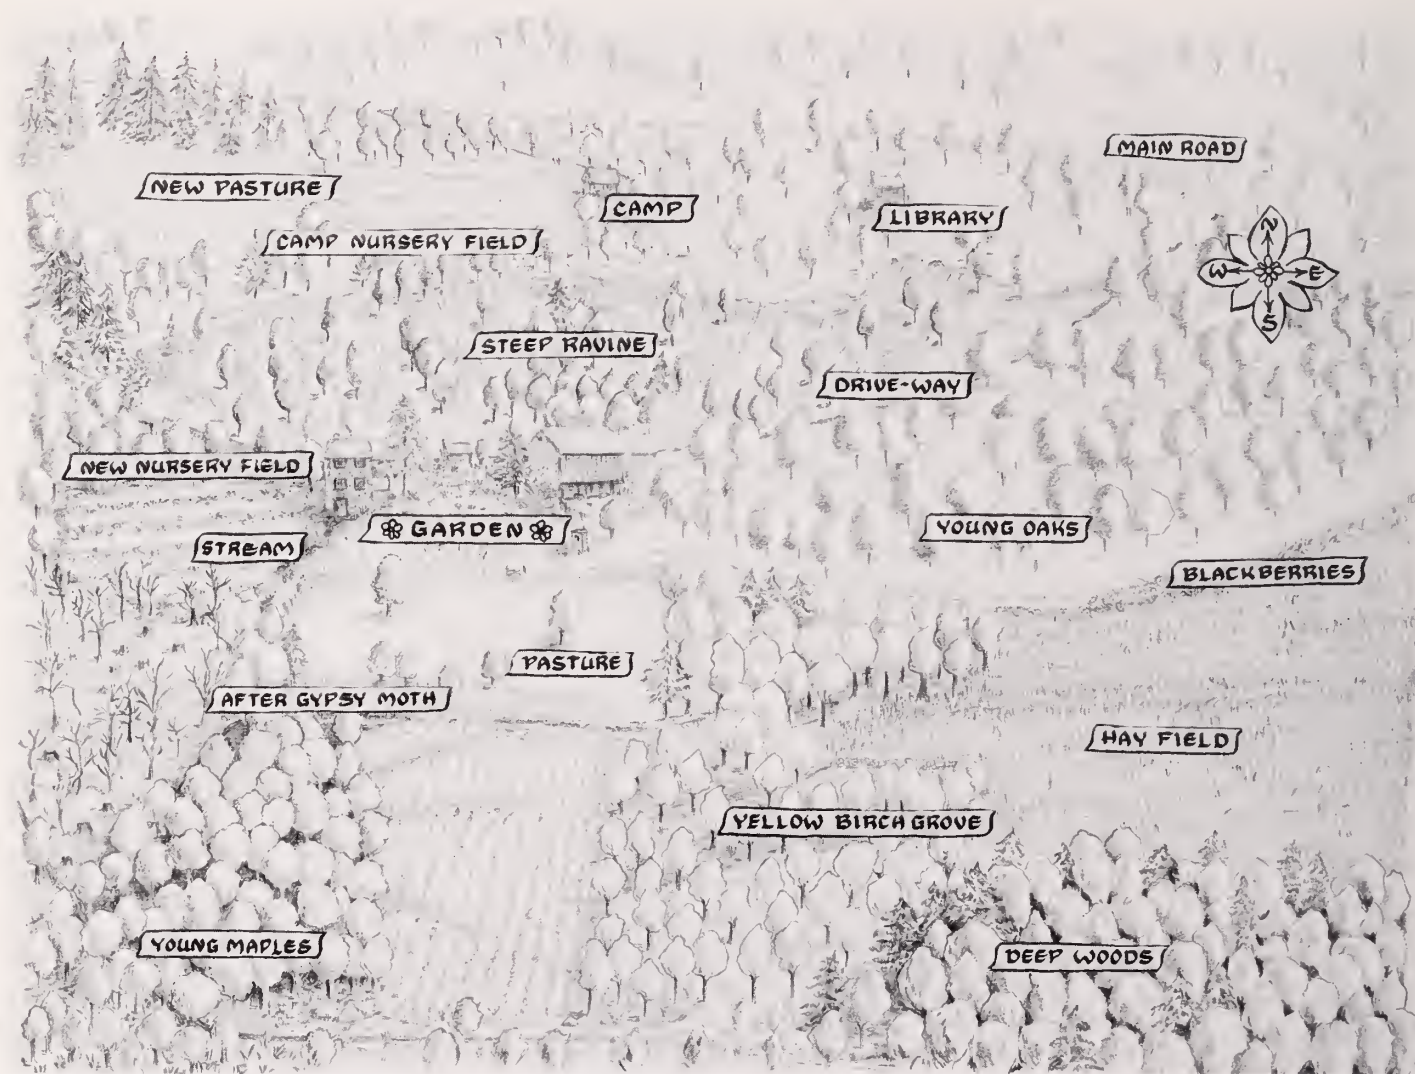 MAIN ROAD
NEW PASTURE
CAMP
LIBRARY
CAMP NURSERY FIELD
N
W E
S
STEEP RAVINE
DRIVE-WAY
NEW NURSERY FIELD
GARDEN
YOUNG OAKS
STREAM
BLACKBERRIES
PASTURE
AFTER GYPSY MOTH
HAY FIELD
YELLOW BIRCH GROVE
YOUNG MAPLES
DEEP WOODS